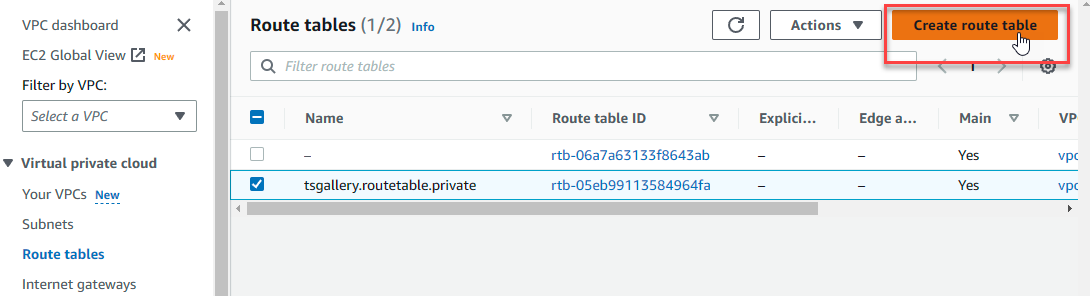 VPC dashboard
EC2 Global View New
Filter by VPC:
Select a VPC
Virtual private cloud
Your VPCs New
Subnets
Route tables
Internet gateways
Route tables (1/2) Info
Actions
Create route table
Filter route tables
1
Name Route table ID Explici... Edge a... Main VPC
– rtb-06a7a63133f8643ab – – Yes vpc
tsgallery.routetable.private rtb-05eb99113584964fa – – Yes vpc